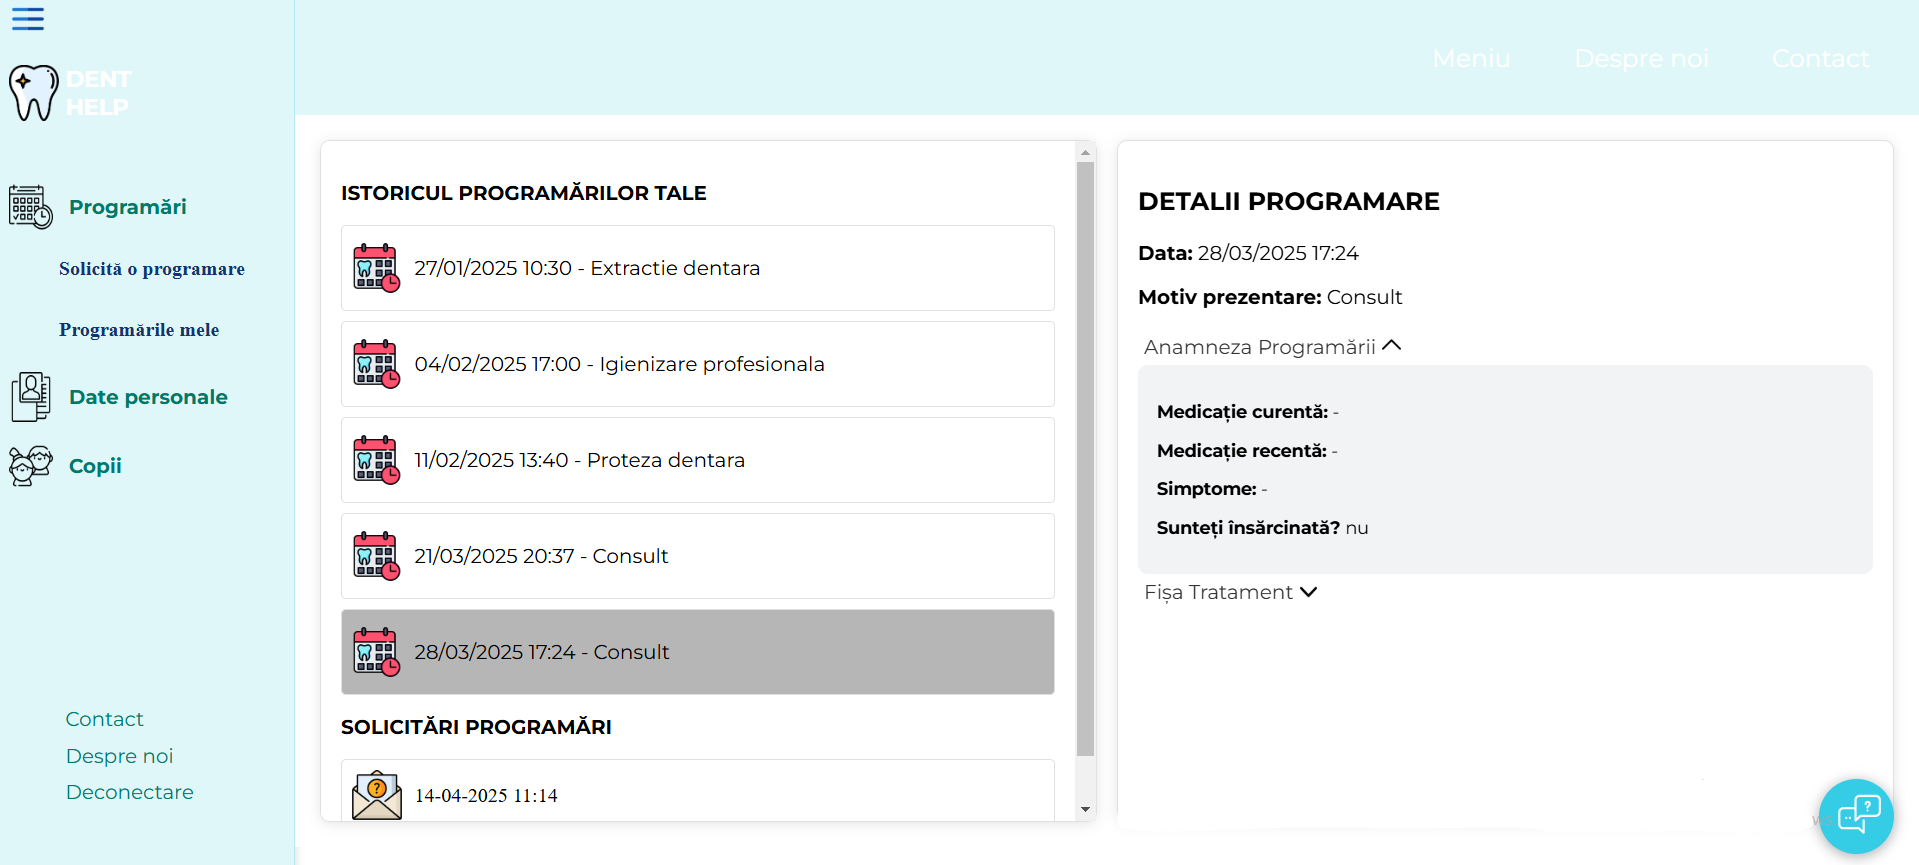 DENT
HELP
Meniu
Despre noi
Contact
Programări
Solicită o programare
Programările mele
Date personale
Copii
Contact
Despre noi
Deconectare
ISTORICUL PROGRAMĂRILOR TALE
27/01/2025 10:30 - Extractie dentara
04/02/2025 17:00 - Igienizare profesionala
11/02/2025 13:40 - Proteza dentara
21/03/2025 20:37 - Consult
28/03/2025 17:24 - Consult
SOLICITĂRI PROGRAMĂRI
14-04-2025 11:14
DETALII PROGRAMARE
Data: 28/03/2025 17:24
Motiv prezentare: Consult
Anamneza Programării
Medicație curentă: -
Medicație recentă: -
Simptome: -
Sunteți însărcinată? nu
Fișa Tratament